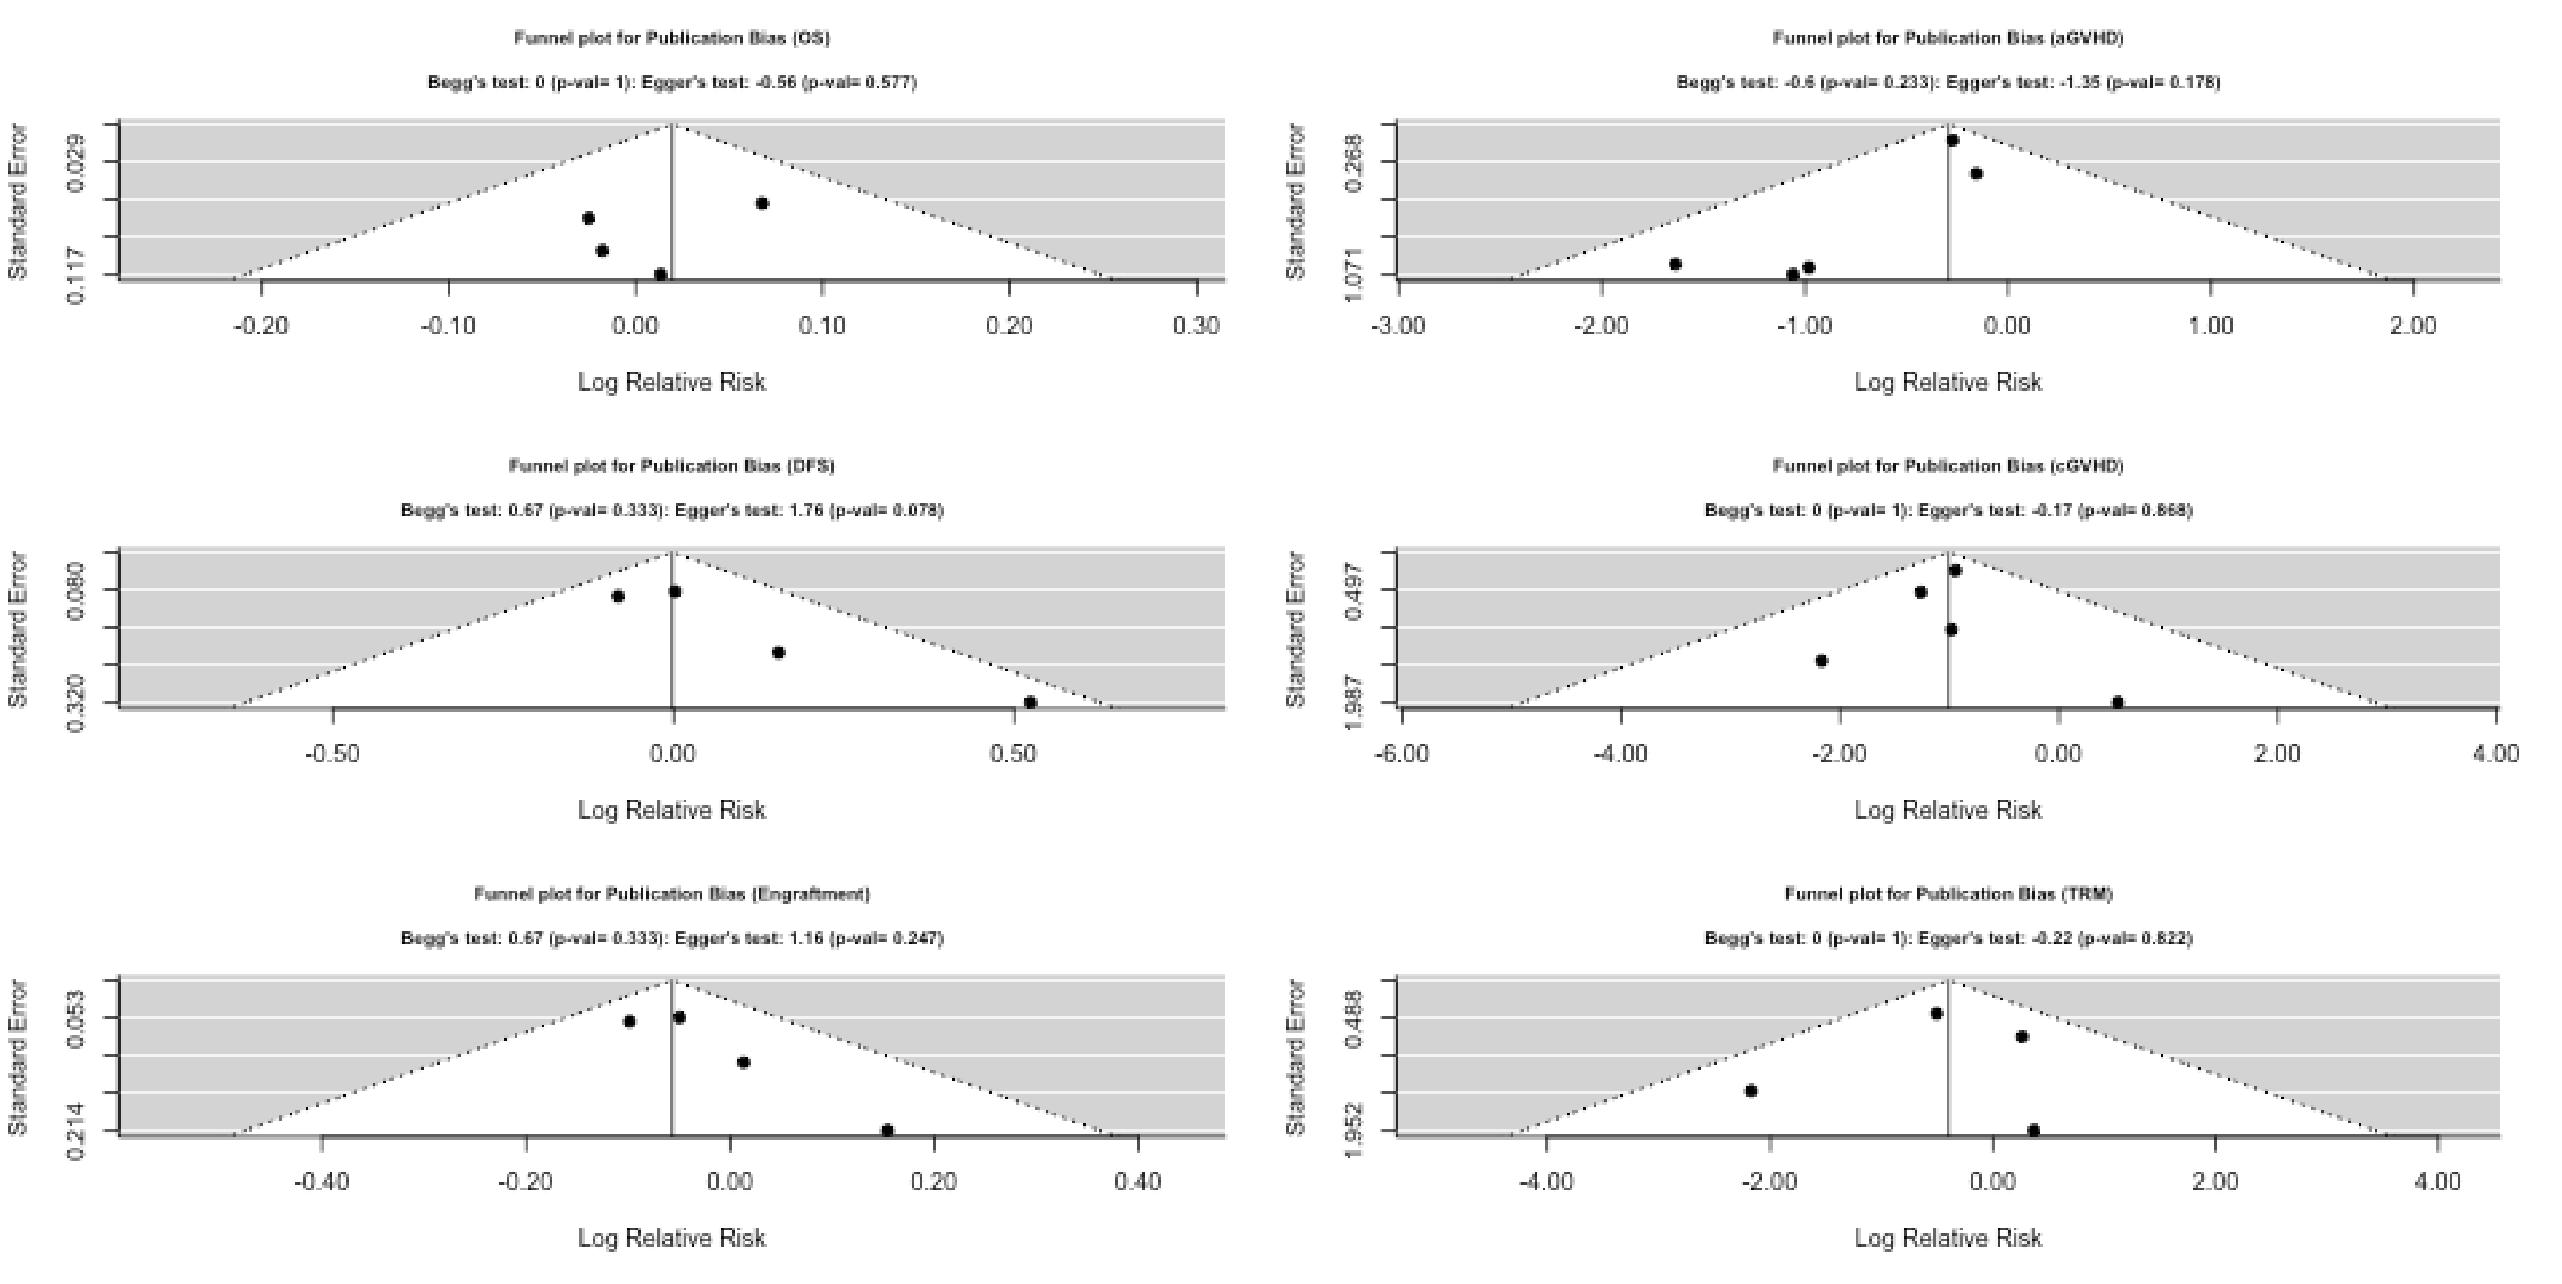 Funnel plot for Publication Bias (OS)
Begg's test: 0 (p-val= 1): Egger's test: -0.56 (p-val= 0.577)
Standard Error
0.029
0.117
-0.20 -0.10 0.00 0.10 0.20 0.30
Log Relative Risk
Funnel plot for Publication Bias (aGVHD)
Begg's test: -0.6 (p-val= 0.233): Egger's test: -1.35 (p-val= 0.178)
Standard Error
0.268
1.071
-3.00 -2.00 -1.00 0.00 1.00 2.00
Log Relative Risk
Funnel plot for Publication Bias (DFS)
Begg's test: 0.67 (p-val= 0.333): Egger's test: 1.76 (p-val= 0.078)
Standard Error
0.080
0.320
-0.50 0.00 0.50
Log Relative Risk
Funnel plot for Publication Bias (cGVHD)
Begg's test: 0 (p-val= 1): Egger's test: -0.17 (p-val= 0.868)
Standard Error
0.497
1.987
-6.00 -4.00 -2.00 0.00 2.00 4.00
Log Relative Risk
Funnel plot for Publication Bias (Engraftment)
Begg's test: 0.67 (p-val= 0.333): Egger's test: 1.16 (p-val= 0.247)
Standard Error
0.053
0.214
-0.40 -0.20 0.00 0.20 0.40
Log Relative Risk
Funnel plot for Publication Bias (TRM)
Begg's test: 0 (p-val= 1): Egger's test: -0.22 (p-val= 0.822)
Standard Error
0.488
1.952
-4.00 -2.00 0.00 2.00 4.00
Log Relative Risk